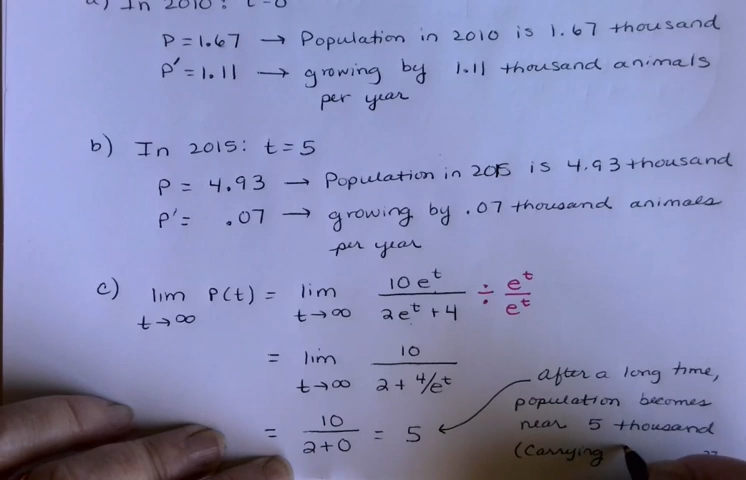 a) In 2010: t=0
P = 1.67 → Population in 2010 is 1.67 thousand
P' = 1.11 → growing by 1.11 thousand animals
per year
b) In 2015: t = 5
P = 4.93 → Population in 2015 is 4.93 thousand
P' = .07 → growing by .07 thousand animals
per year
c) lim t→∞ P(t) = lim t→∞ 10e^t / (2e^t + 4) ÷ e^t/e^t
= lim t→∞ 10 / (2 + 4/e^t)
= 10 / (2+0) = 5
after a long time,
population becomes
near 5 thousand
(Carrying